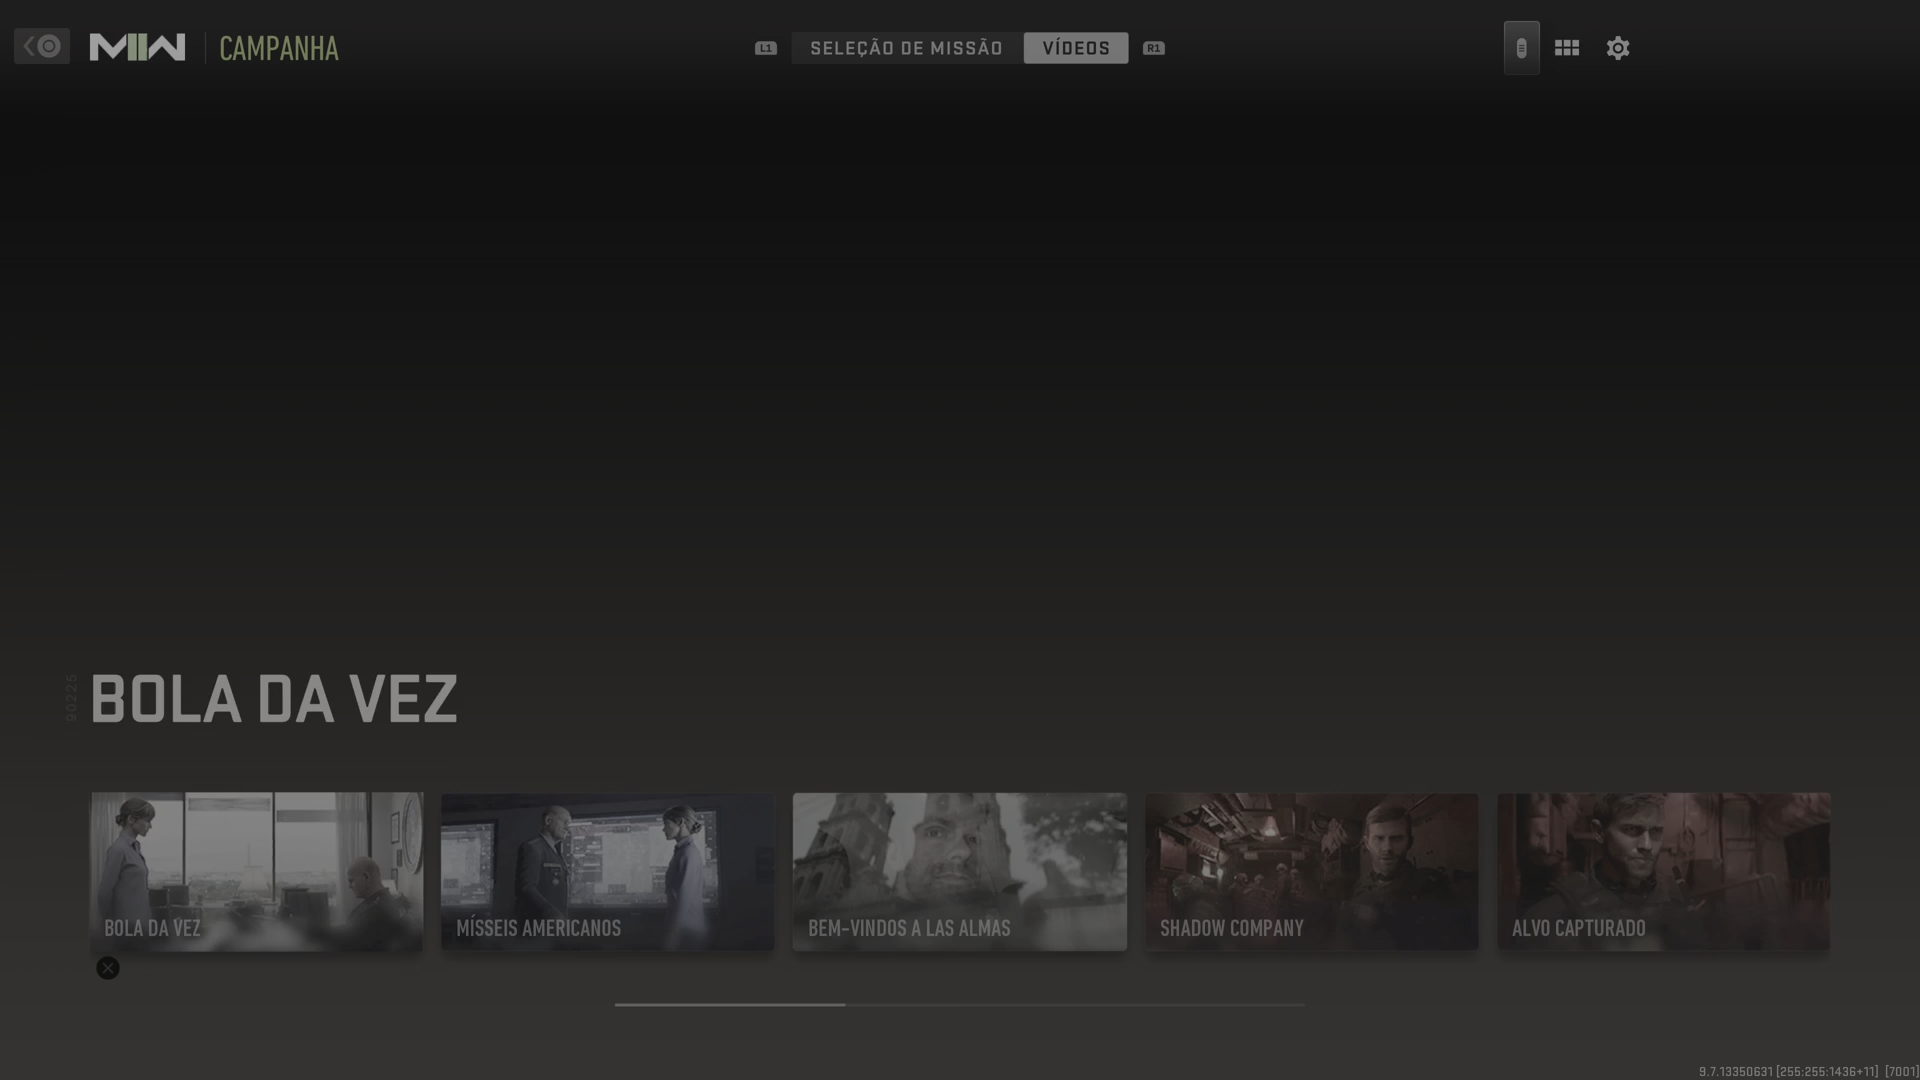 MIIW CAMPANHA
L1 SELEÇÃO DE MISSÃO VÍDEOS R1
90225
BOLA DA VEZ
BOLA DA VEZ
MÍSSEIS AMERICANOS
BEM-VINDOS A LAS ALMAS
SHADOW COMPANY
ALVO CAPTURADO
9.7.13350631 [255:255:1436+11] [7001]